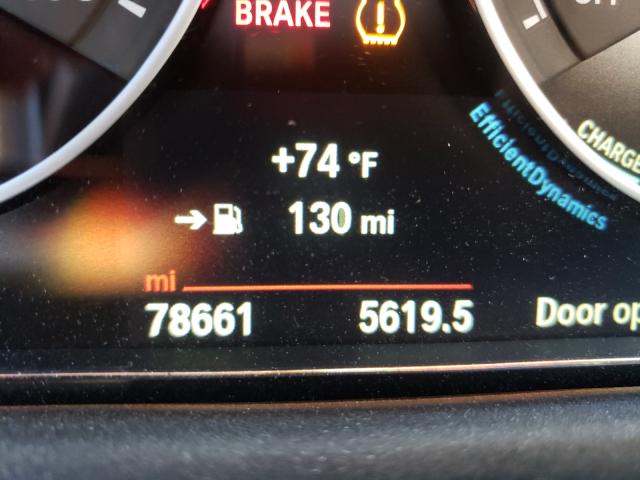 BRAKE
+74 °F
130 mi
EfficientDynamics
CHARGE
mi
78661 5619.5 Door op